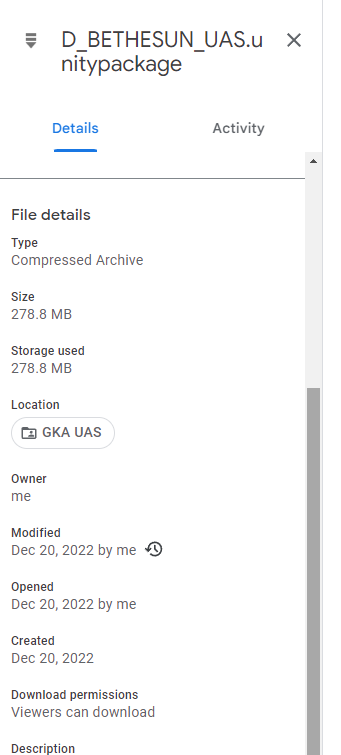 D_BETHESUN_UAS.u
nitypackage
Details
Activity
File details
Type
Compressed Archive
Size
278.8 MB
Storage used
278.8 MB
Location
GKA UAS
Owner
me
Modified
Dec 20, 2022 by me
Opened
Dec 20, 2022 by me
Created
Dec 20, 2022
Download permissions
Viewers can download
Description